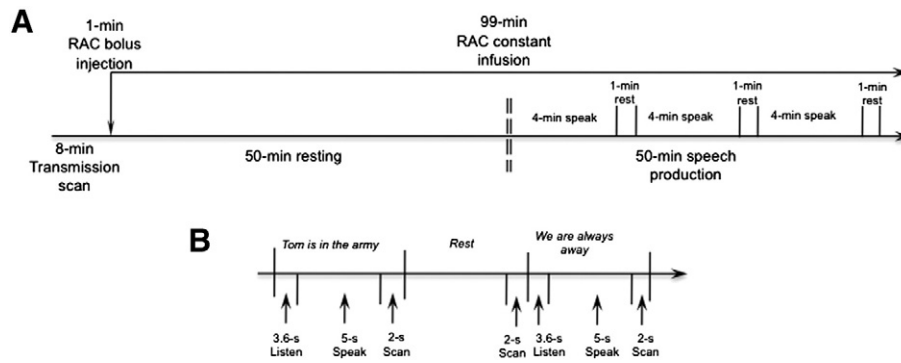 A
1-min
RAC bolus
injection
99-min
RAC constant
infusion
4-min speak
1-min
rest
4-min speak
1-min
rest
4-min speak
1-min
rest
8-min
Transmission
scan
50-min resting
50-min speech
production
B
Tom is in the army
Rest
We are always
away
3.6-s
Listen
5-s
Speak
2-s
Scan
2-s
Scan
3.6-s
Listen
5-s
Speak
2-s
Scan